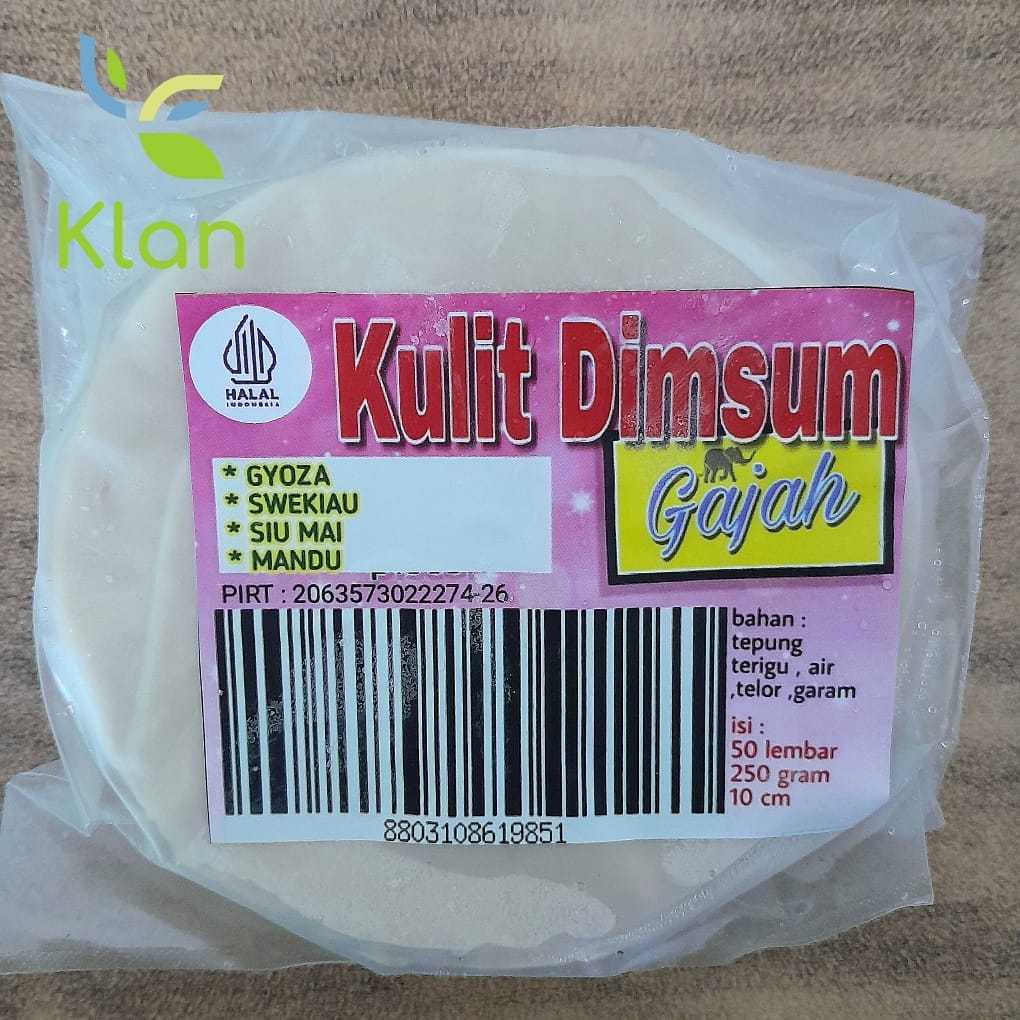 Klan
HALAL
INDONESIA
Kulit Dimsum
Gajah
* GYOZA
* SWEKIAU
* SIU MAI
* MANDU
PIRT : 2063573022274-26
bahan :
tepung
terigu , air
,telor ,garam
isi :
50 lembar
250 gram
10 cm
8803108619851